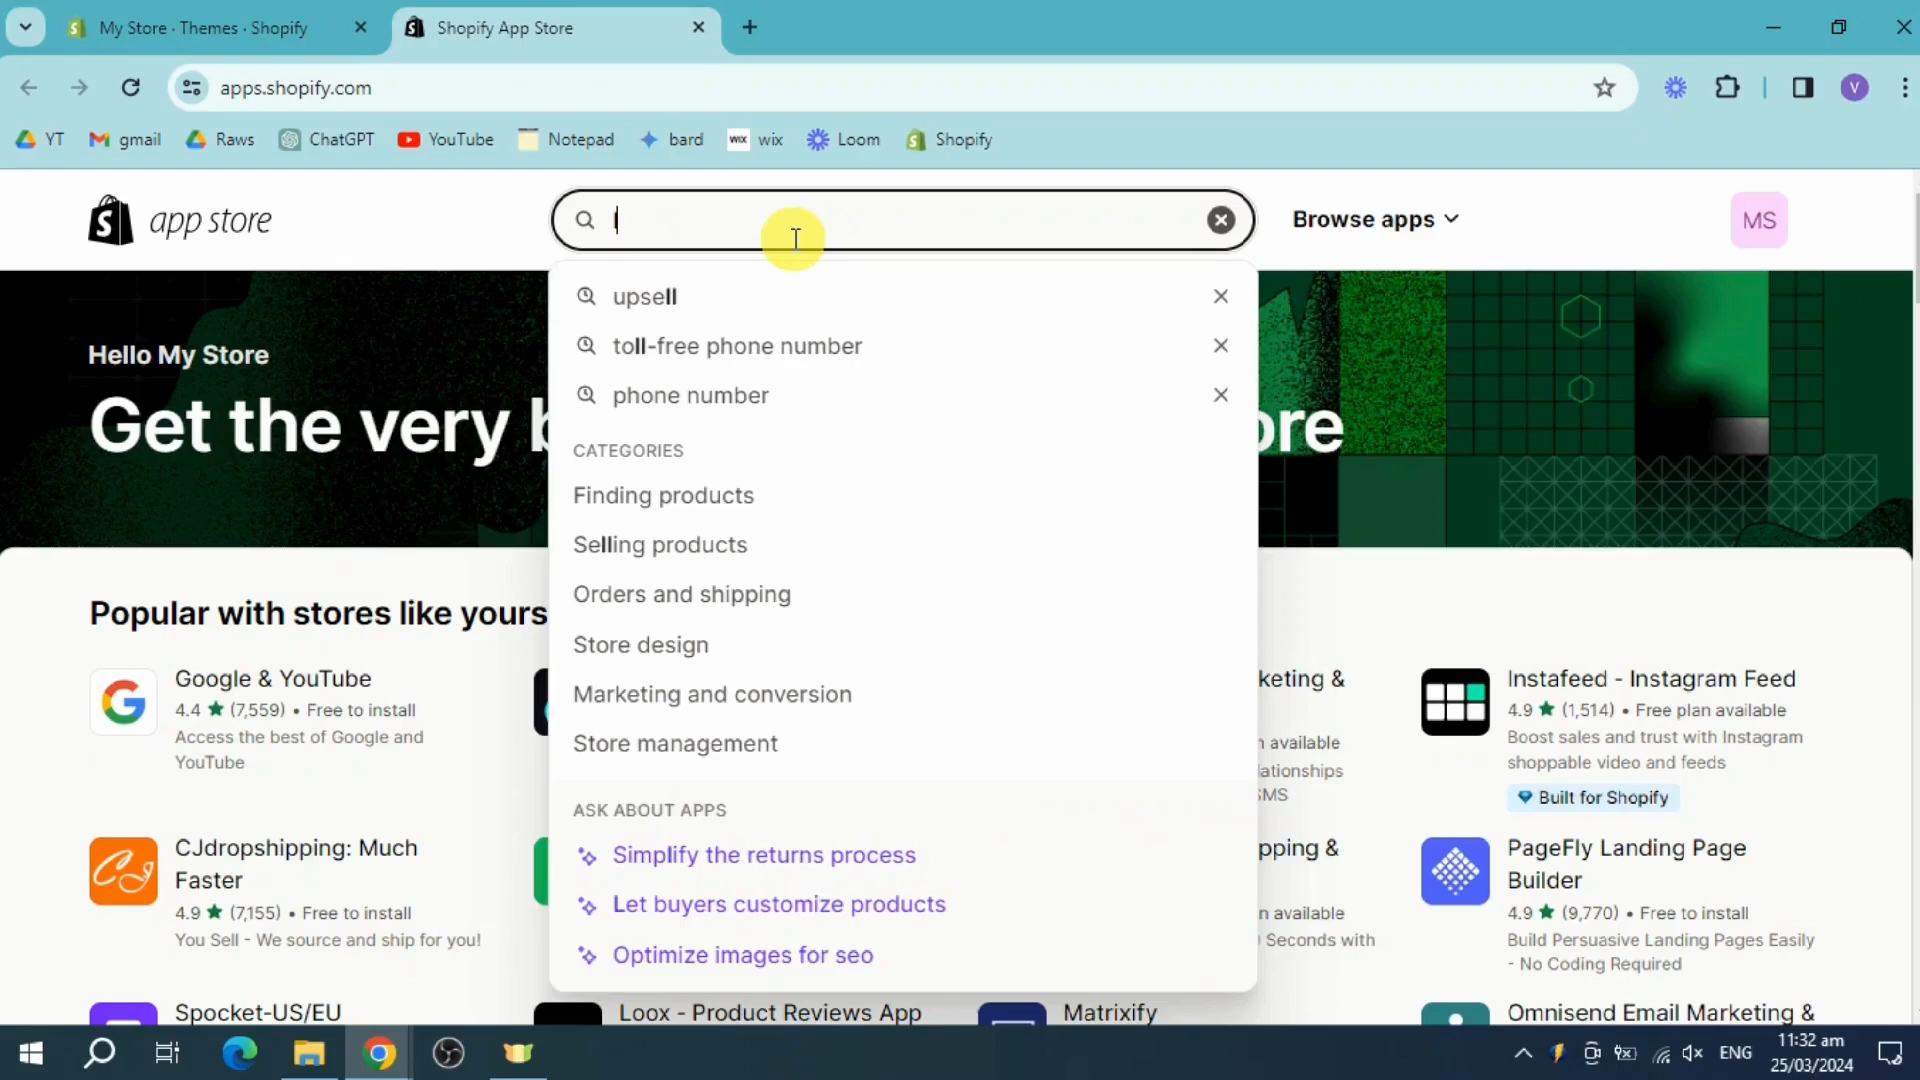 My Store · Themes · Shopify
Shopify App Store
apps.shopify.com
YT
gmail
Raws
ChatGPT
YouTube
Notepad
bard
wix
wix
Loom
Shopify
app store
l
Browse apps
MS
V
upsell
toll-free phone number
phone number
CATEGORIES
Finding products
Selling products
Orders and shipping
Store design
Marketing and conversion
Store management
ASK ABOUT APPS
Simplify the returns process
Let buyers customize products
Optimize images for seo
Hello My Store
Get the very b
ore
Popular with stores like yours
Google & YouTube
4.4 ★ (7,559) • Free to install
Access the best of Google and
YouTube
keting &
available
lationships
SMS
Instafeed - Instagram Feed
4.9 ★ (1,514) • Free plan available
Boost sales and trust with Instagram
shoppable video and feeds
Built for Shopify
CJdropshipping: Much
Faster
4.9 ★ (7,155) • Free to install
You Sell - We source and ship for you!
pping &
available
Seconds with
PageFly Landing Page
Builder
4.9 ★ (9,770) • Free to install
Build Persuasive Landing Pages Easily
- No Coding Required
Spocket-US/EU
Loox - Product Reviews App
Matrixify
Omnisend Email Marketing &
ENG
11:32 am
25/03/2024